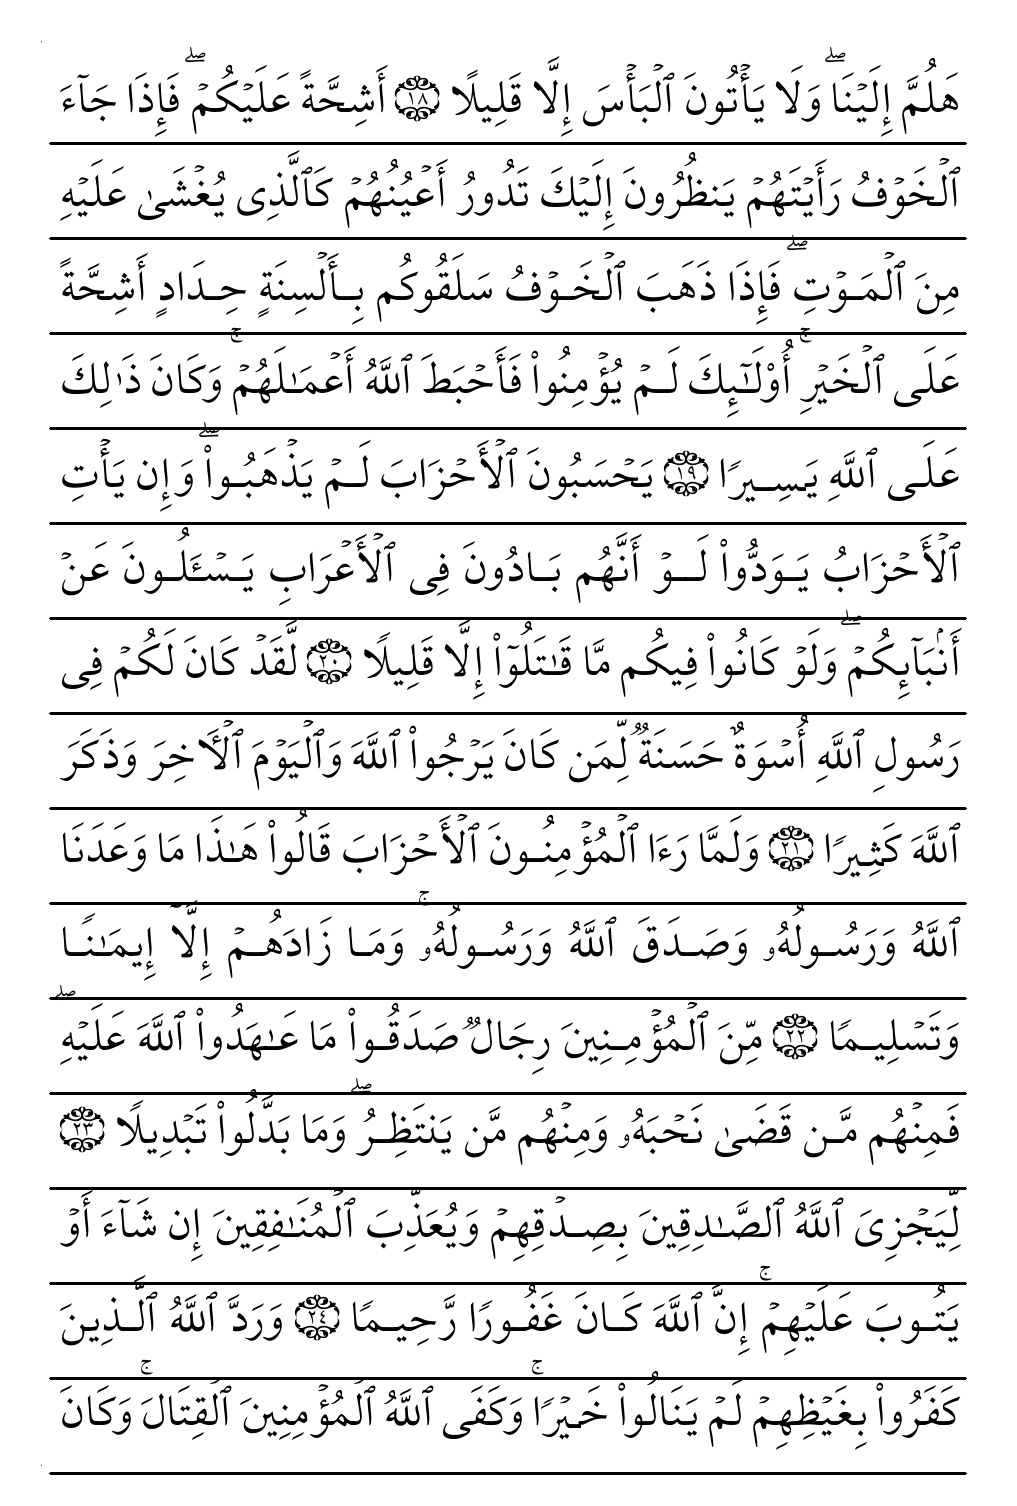 هَلُمَّ إِلَيْنَا ۖ وَلَا يَأْتُونَ ٱلْبَأْسَ إِلَّا قَلِيلًا ۝١٨ أَشِحَّةً عَلَيْكُمْ ۖ فَإِذَا جَآءَ
ٱلْخَوْفُ رَأَيْتَهُمْ يَنظُرُونَ إِلَيْكَ تَدُورُ أَعْيُنُهُمْ كَٱلَّذِى يُغْشَىٰ عَلَيْهِ
مِنَ ٱلْمَوْتِ ۖ فَإِذَا ذَهَبَ ٱلْخَوْفُ سَلَقُوكُم بِأَلْسِنَةٍ حِدَادٍ أَشِحَّةً
عَلَى ٱلْخَيْرِ ۚ أُو۟لَـٰٓئِكَ لَمْ يُؤْمِنُوا۟ فَأَحْبَطَ ٱللَّهُ أَعْمَـٰلَهُمْ ۚ وَكَانَ ذَٰلِكَ
عَلَى ٱللَّهِ يَسِيرًا ۝١٩ يَحْسَبُونَ ٱلْأَحْزَابَ لَمْ يَذْهَبُوا۟ ۖ وَإِن يَأْتِ
ٱلْأَحْزَابُ يَوَدُّوا۟ لَوْ أَنَّهُم بَادُونَ فِى ٱلْأَعْرَابِ يَسْـَٔلُونَ عَنْ
أَنۢبَآئِكُمْ ۖ وَلَوْ كَانُوا۟ فِيكُم مَّا قَـٰتَلُوٓا۟ إِلَّا قَلِيلًا ۝٢٠ لَّقَدْ كَانَ لَكُمْ فِى
رَسُولِ ٱللَّهِ أُسْوَةٌ حَسَنَةٌ لِّمَن كَانَ يَرْجُوا۟ ٱللَّهَ وَٱلْيَوْمَ ٱلْـَٔاخِرَ وَذَكَرَ
ٱللَّهَ كَثِيرًا ۝٢١ وَلَمَّا رَءَا ٱلْمُؤْمِنُونَ ٱلْأَحْزَابَ قَالُوا۟ هَـٰذَا مَا وَعَدَنَا
ٱللَّهُ وَرَسُولُهُۥ وَصَدَقَ ٱللَّهُ وَرَسُولُهُۥ ۚ وَمَا زَادَهُمْ إِلَّآ إِيمَـٰنًا
وَتَسْلِيمًا ۝٢٢ مِّنَ ٱلْمُؤْمِنِينَ رِجَالٌ صَدَقُوا۟ مَا عَـٰهَدُوا۟ ٱللَّهَ عَلَيْهِ ۖ
فَمِنْهُم مَّن قَضَىٰ نَحْبَهُۥ وَمِنْهُم مَّن يَنتَظِرُ ۖ وَمَا بَدَّلُوا۟ تَبْدِيلًا ۝٢٣
لِّيَجْزِىَ ٱللَّهُ ٱلصَّـٰدِقِينَ بِصِدْقِهِمْ وَيُعَذِّبَ ٱلْمُنَـٰفِقِينَ إِن شَآءَ أَوْ
يَتُوبَ عَلَيْهِمْ ۚ إِنَّ ٱللَّهَ كَانَ غَفُورًا رَّحِيمًا ۝٢٤ وَرَدَّ ٱللَّهُ ٱلَّذِينَ
كَفَرُوا۟ بِغَيْظِهِمْ لَمْ يَنَالُوا۟ خَيْرًا ۚ وَكَفَى ٱللَّهُ ٱلْمُؤْمِنِينَ ٱلْقِتَالَ ۚ وَكَانَ